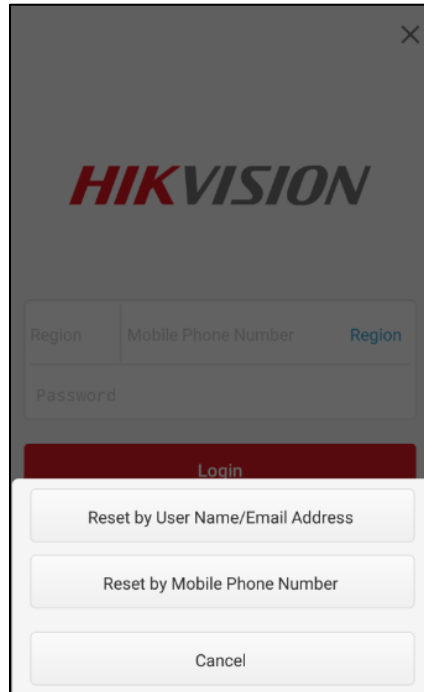 HIKVISION
Region Mobile Phone Number Region
Password
Login
Reset by User Name/Email Address
Reset by Mobile Phone Number
Cancel